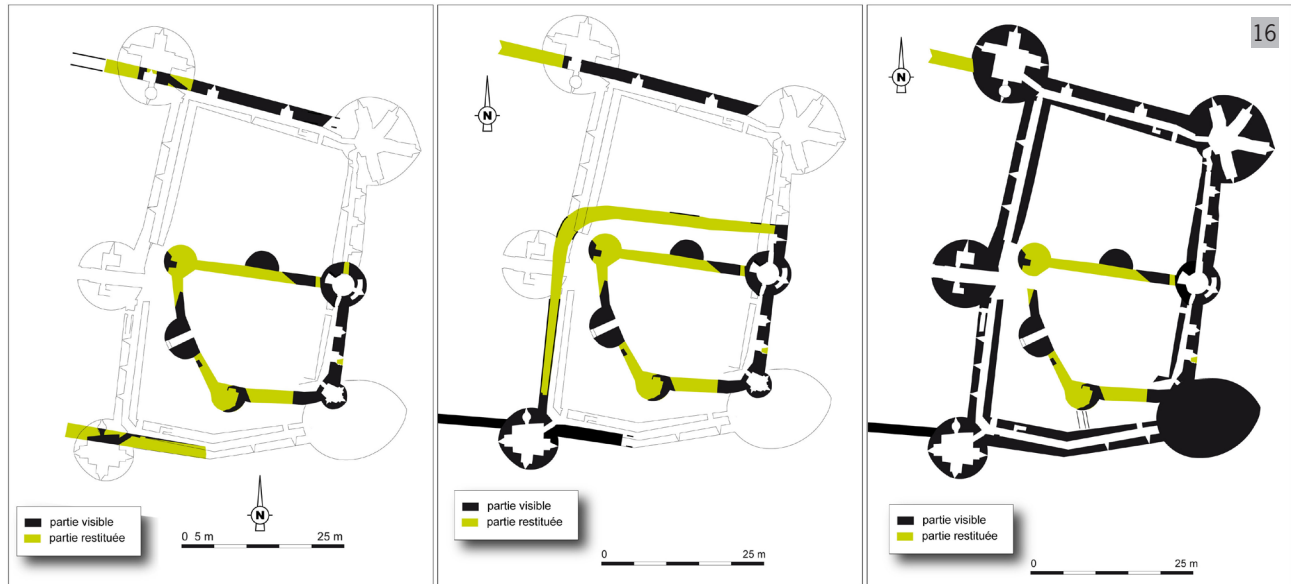 16
N
N
N
partie visible
partie restituée
0 5 m 25 m
partie visible
partie restituée
0 25 m
partie visible
partie restituée
0 25 m